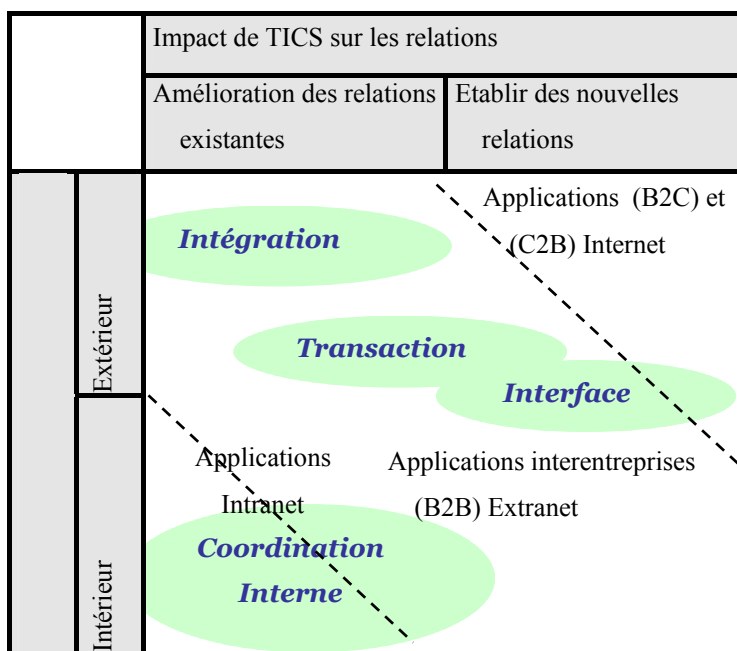 Impact de TICS sur les relations
Amélioration des relations
existantes
Etablir des nouvelles
relations
Extérieur
Applications (B2C) et
(C2B) Internet
Intégration
Transaction
Interface
Intérieur
Applications
Intranet
Applications interentreprises
(B2B) Extranet
Coordination
Interne